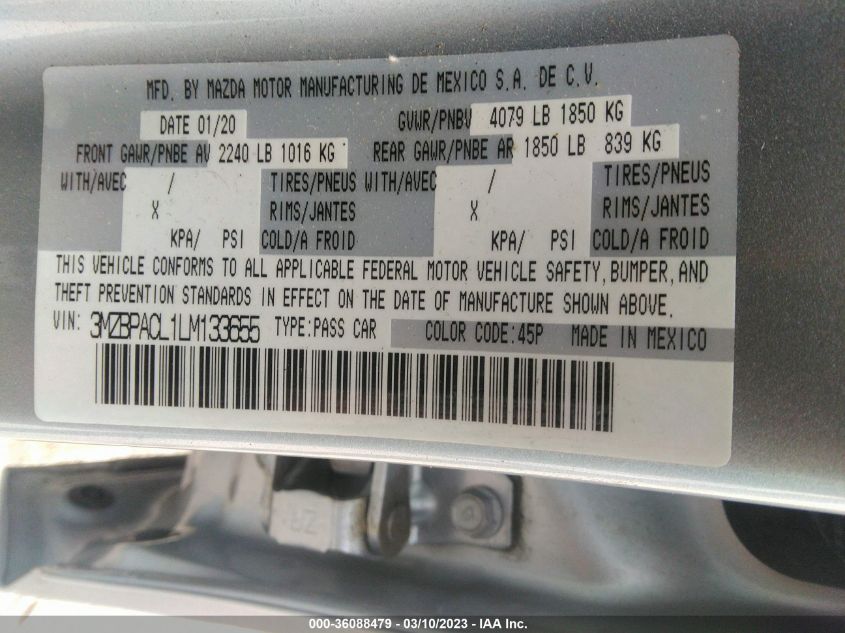 MFD. BY MAZDA MOTOR MANUFACTURING DE MEXICO S.A. DE C.V.
DATE 01/20 GVWR/PNBV 4079 LB 1850 KG
FRONT GAWR/PNBE AV 2240 LB 1016 KG REAR GAWR/PNBE AR 1850 LB 839 KG
WITH/AVEC / TIRES/PNEUS WITH/AVEC / TIRES/PNEUS
X RIMS/JANTES X RIMS/JANTES
KPA/ PSI COLD/A FROID KPA/ PSI COLD/A FROID
THIS VEHICLE CONFORMS TO ALL APPLICABLE FEDERAL MOTOR VEHICLE SAFETY, BUMPER, AND
THEFT PREVENTION STANDARDS IN EFFECT ON THE DATE OF MANUFACTURE SHOWN ABOVE.
VIN: 3MZBPACL1LM133655 TYPE:PASS CAR COLOR CODE:45P MADE IN MEXICO
000-36088479 - 03/10/2023 - IAA Inc.